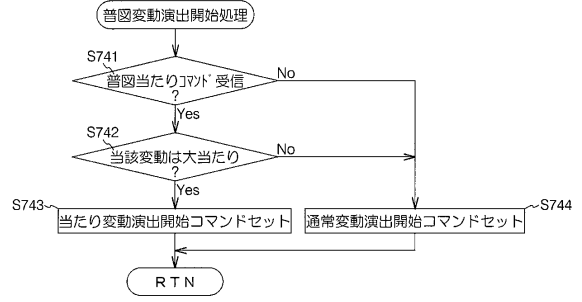 普図変動演出開始処理
S741
普図当たりコマンド受信
?
No
Yes
S742
当該変動は大当たり
?
No
Yes
S743
当たり変動演出開始コマンドセット
通常変動演出開始コマンドセット
S744
RTN